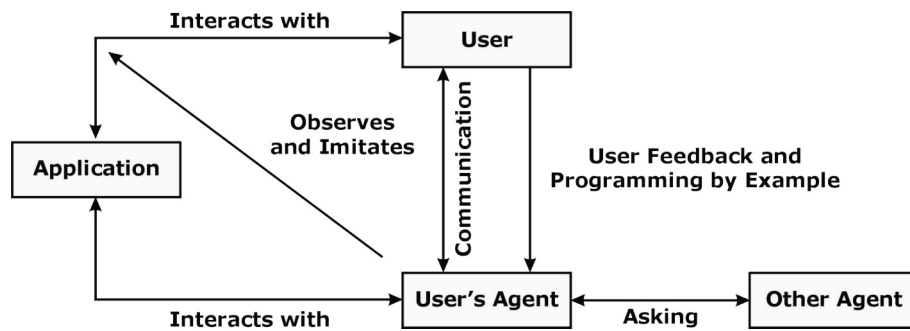 Interacts with
User
Observes
and Imitates
Communication
User Feedback and
Programming by Example
Application
User’s Agent
Other Agent
Asking
Interacts with